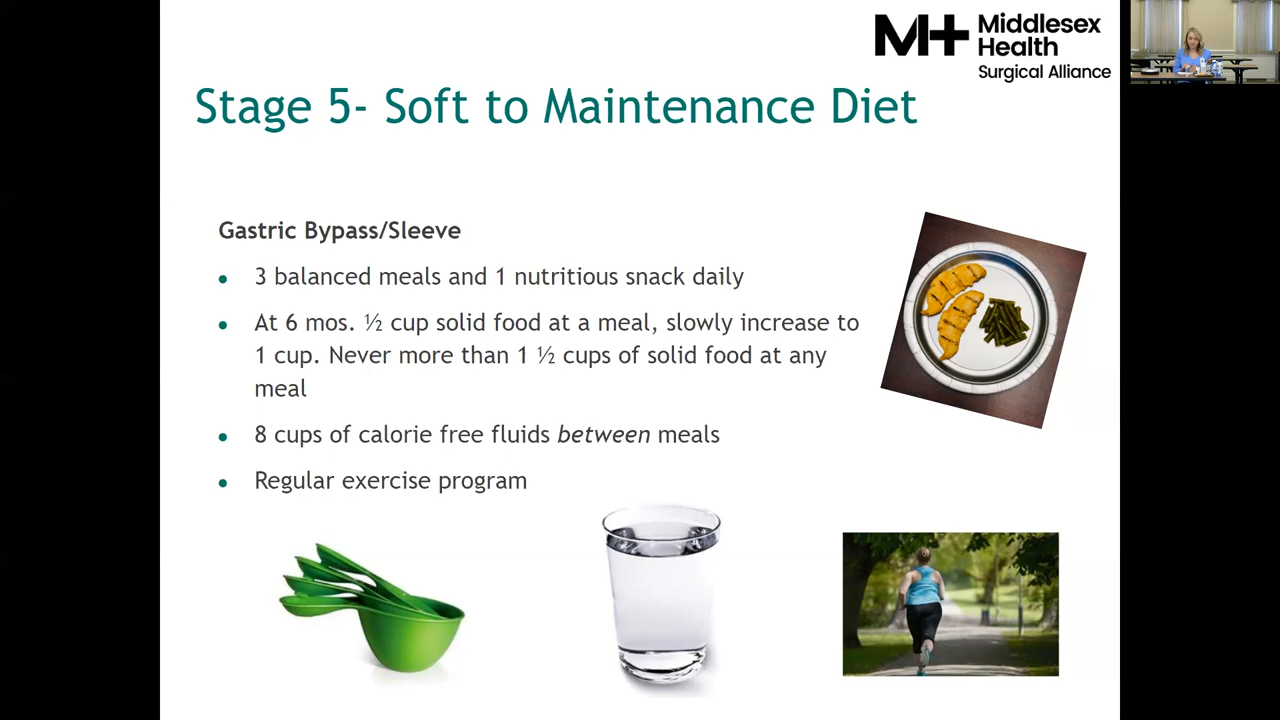 M+ Middlesex
Health
Surgical Alliance
Stage 5- Soft to Maintenance Diet
Gastric Bypass/Sleeve
• 3 balanced meals and 1 nutritious snack daily
• At 6 mos. ½ cup solid food at a meal, slowly increase to
1 cup. Never more than 1 ½ cups of solid food at any
meal
• 8 cups of calorie free fluids between meals
• Regular exercise program